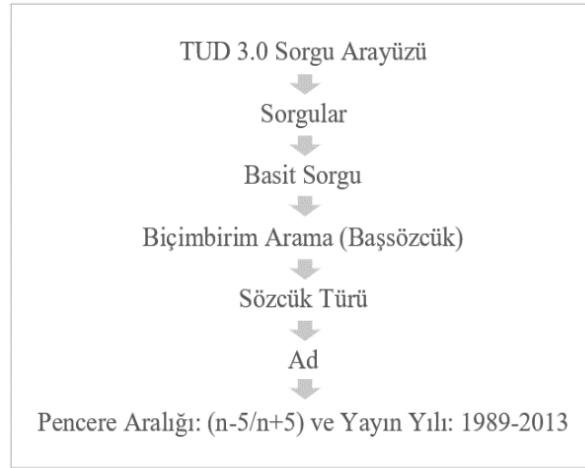 TUD 3.0 Sorgu Arayüzü
Sorgular
Basit Sorgu
Biçimbirim Arama (Başsözcük)
Sözcük Türü
Ad
Pencere Aralığı: (n-5/n+5) ve Yayın Yılı: 1989-2013